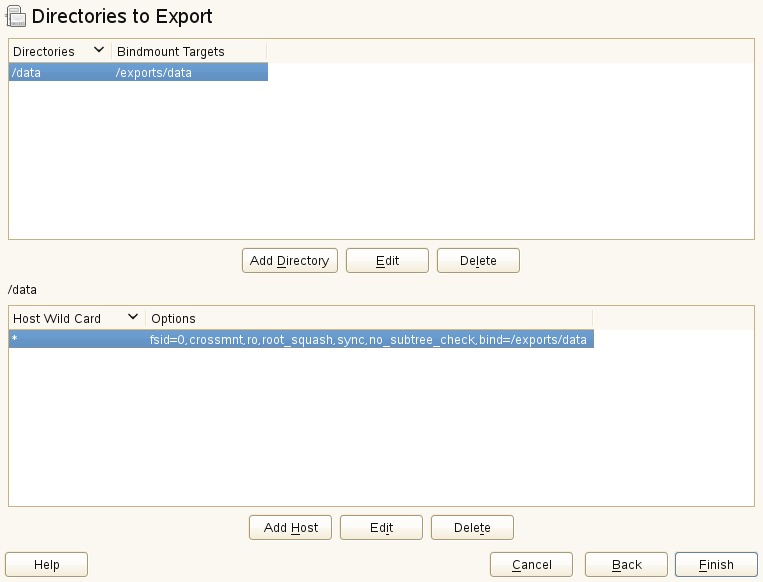 Directories to Export
Directories Bindmount Targets
/data /exports/data
Add Directory Edit Delete
/data
Host Wild Card Options
* fsid=0,crossmnt,ro,root_squash,sync,no_subtree_check,bind=/exports/data
Add Host Edit Delete
Help Cancel Back Finish